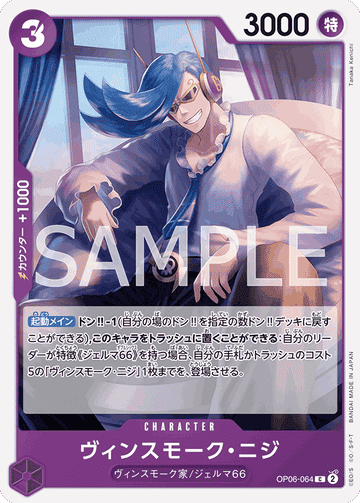 3
3000
特
Tanaka Kenichi
カウンター +1000
SAMPLE
起動メイン ドン!!-1(自分の場のドン!!を指定の数ドン!!デッキに戻す
ことができる),このキャラをトラッシュに置くことができる:自分のリー
ダーが特徴《ジェルマ66》を持つ場合、自分の手札かトラッシュのコスト
5の「ヴィンスモーク・ニジ」1枚までを、登場させる。
CHARACTER
ヴィンスモーク・ニジ
ヴィンスモーク家/ジェルマ66
OP06-064 C 2
©E.O/S. ©O./S.-F-T BANDAI MADE IN JAPAN